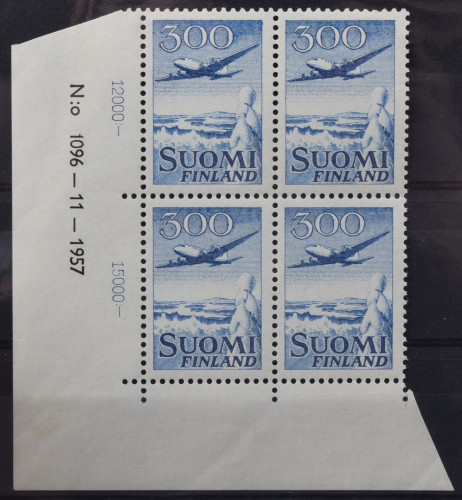 300
SUOMI
FINLAND
300
SUOMI
FINLAND
300
SUOMI
FINLAND
300
SUOMI
FINLAND
12000:–
15000:–
N:o 1096 – 11 – 1957